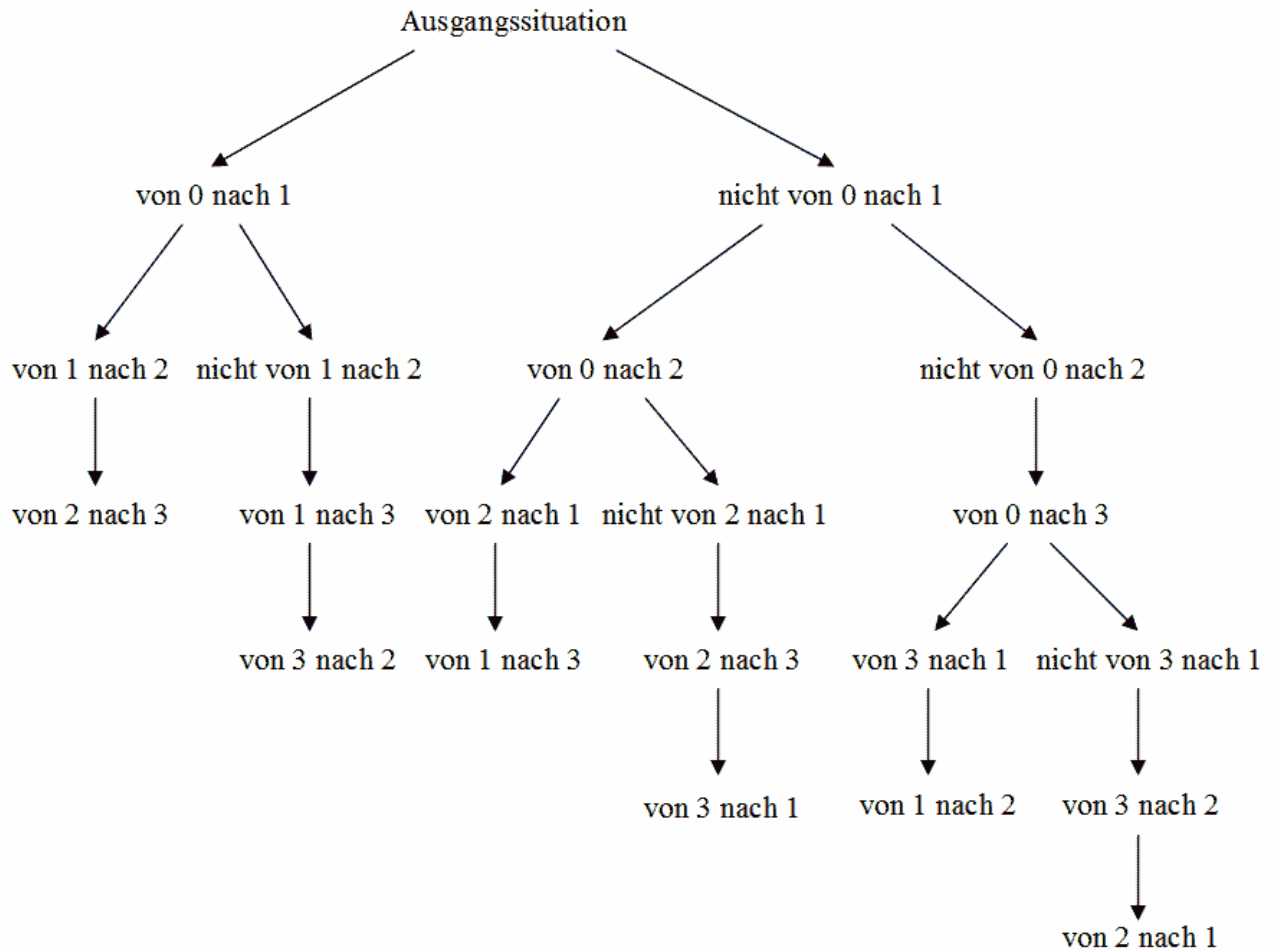 Ausgangssituation
von 0 nach 1
nicht von 0 nach 1
von 1 nach 2
nicht von 1 nach 2
von 0 nach 2
nicht von 0 nach 2
von 2 nach 3
von 1 nach 3
von 2 nach 1
nicht von 2 nach 1
von 0 nach 3
von 3 nach 2
von 1 nach 3
von 2 nach 3
von 3 nach 1
nicht von 3 nach 1
von 3 nach 1
von 1 nach 2
von 3 nach 2
von 2 nach 1